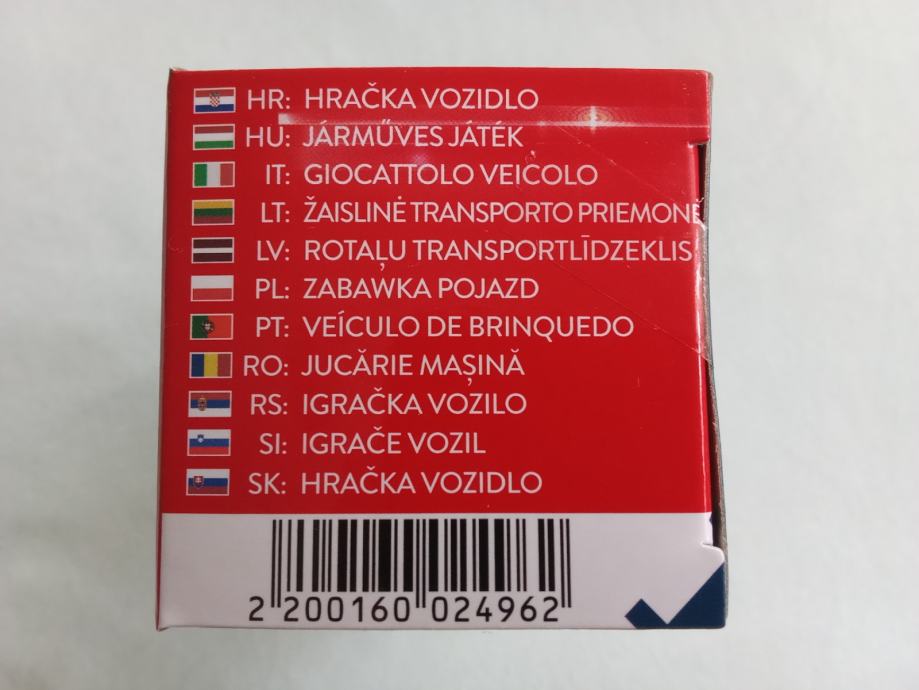 HR: HRAČKA VOZIDLO
HU: JÁRMŰVES JÁTÉK
IT: GIOCATTOLO VEICOLO
LT: ŽAISLINĖ TRANSPORTO PRIEMONĖ
LV: ROTAĻU TRANSPORTLĪDZEKLIS
PL: ZABAWKA POJAZD
PT: VEÍCULO DE BRINQUEDO
RO: JUCĂRIE MAȘINĂ
RS: IGRAČKA VOZILO
SI: IGRAČE VOZIL
SK: HRAČKA VOZIDLO
2 200160 024962